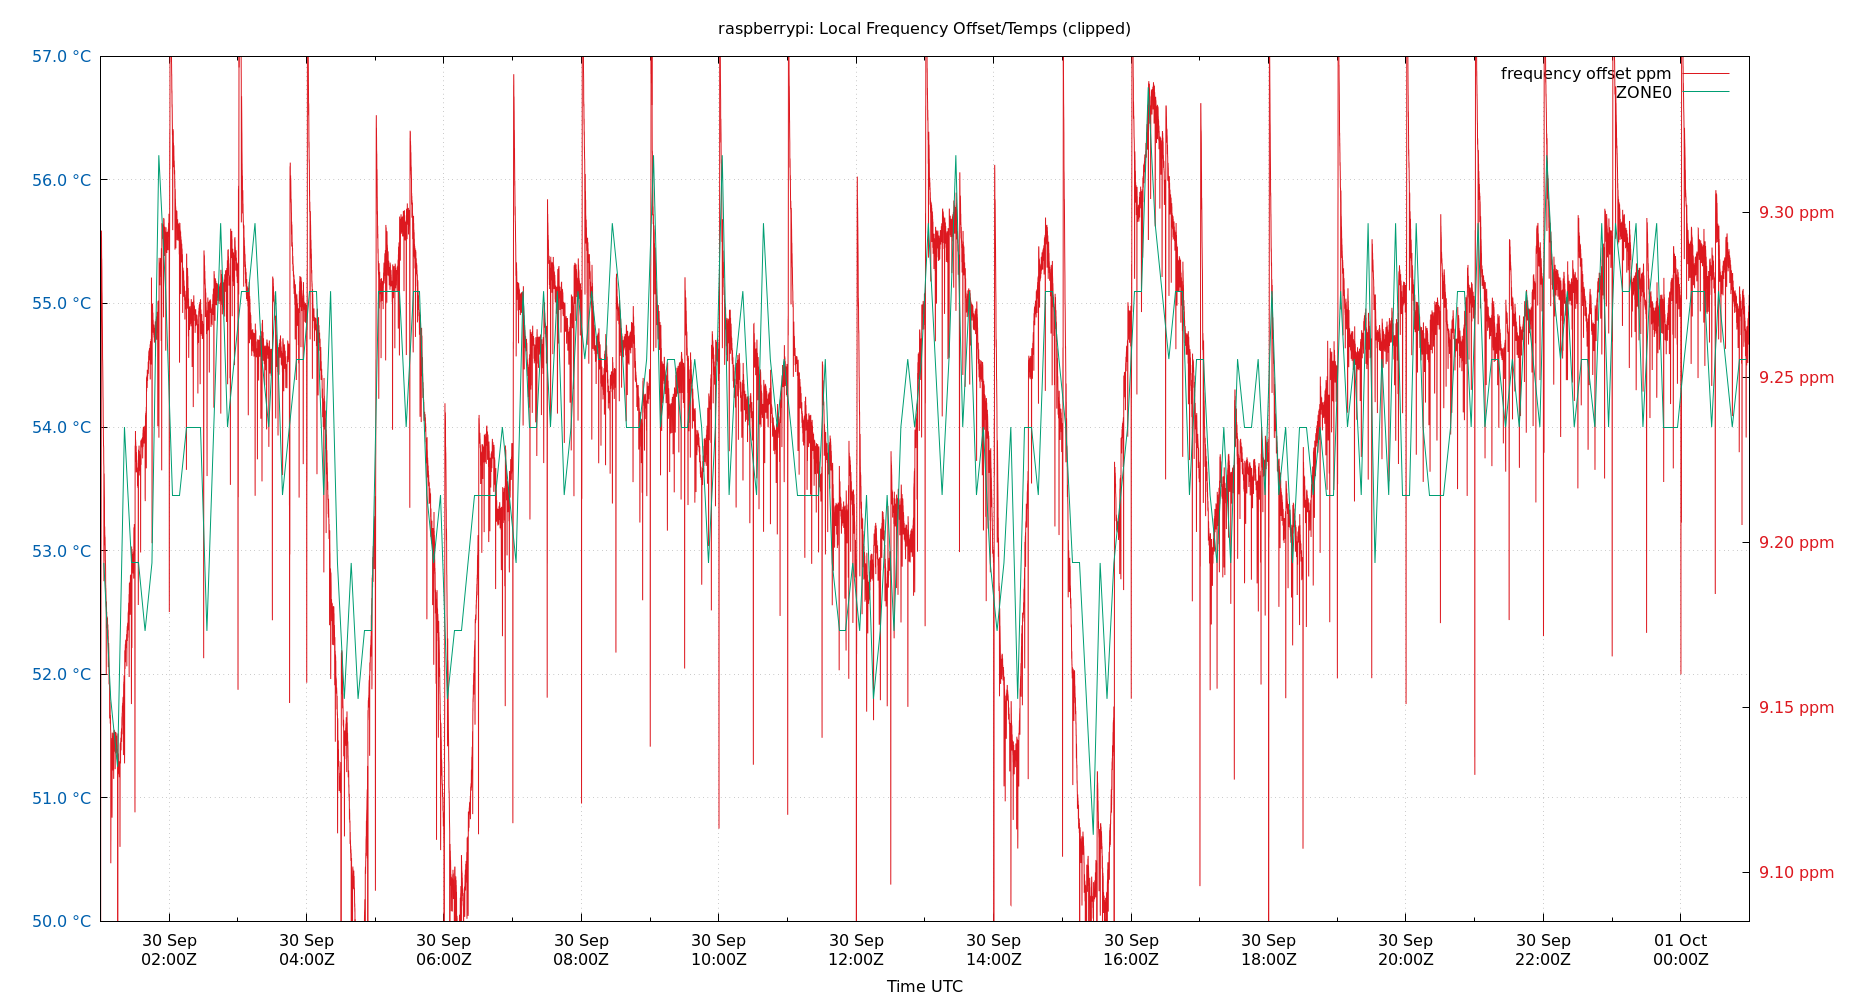 raspberrypi: Local Frequency Offset/Temps (clipped)
57.0 °C
56.0 °C
55.0 °C
54.0 °C
53.0 °C
52.0 °C
51.0 °C
50.0 °C
frequency offset ppm
ZONE0
9.30 ppm
9.25 ppm
9.20 ppm
9.15 ppm
9.10 ppm
30 Sep
02:00Z
30 Sep
04:00Z
30 Sep
06:00Z
30 Sep
08:00Z
30 Sep
10:00Z
30 Sep
12:00Z
30 Sep
14:00Z
30 Sep
16:00Z
30 Sep
18:00Z
30 Sep
20:00Z
30 Sep
22:00Z
01 Oct
00:00Z
Time UTC